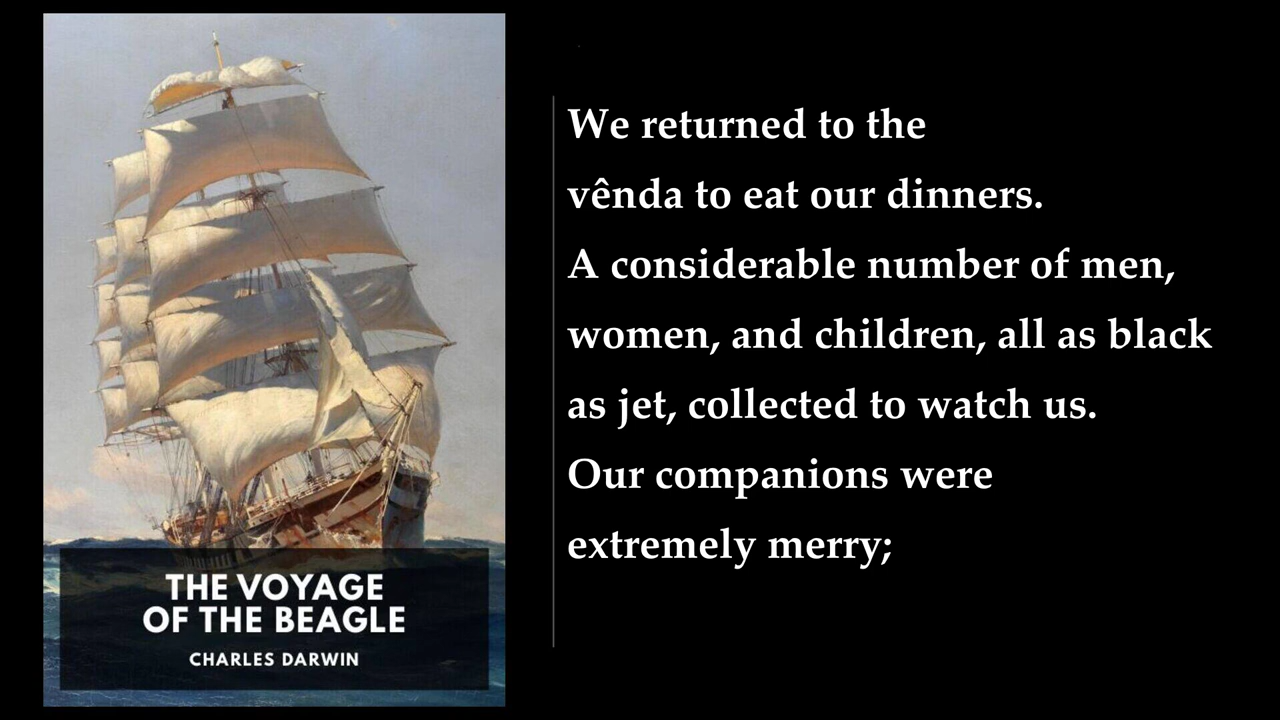 THE VOYAGE
OF THE BEAGLE
CHARLES DARWIN
We returned to the
vênda to eat our dinners.
A considerable number of men,
women, and children, all as black
as jet, collected to watch us.
Our companions were
extremely merry;